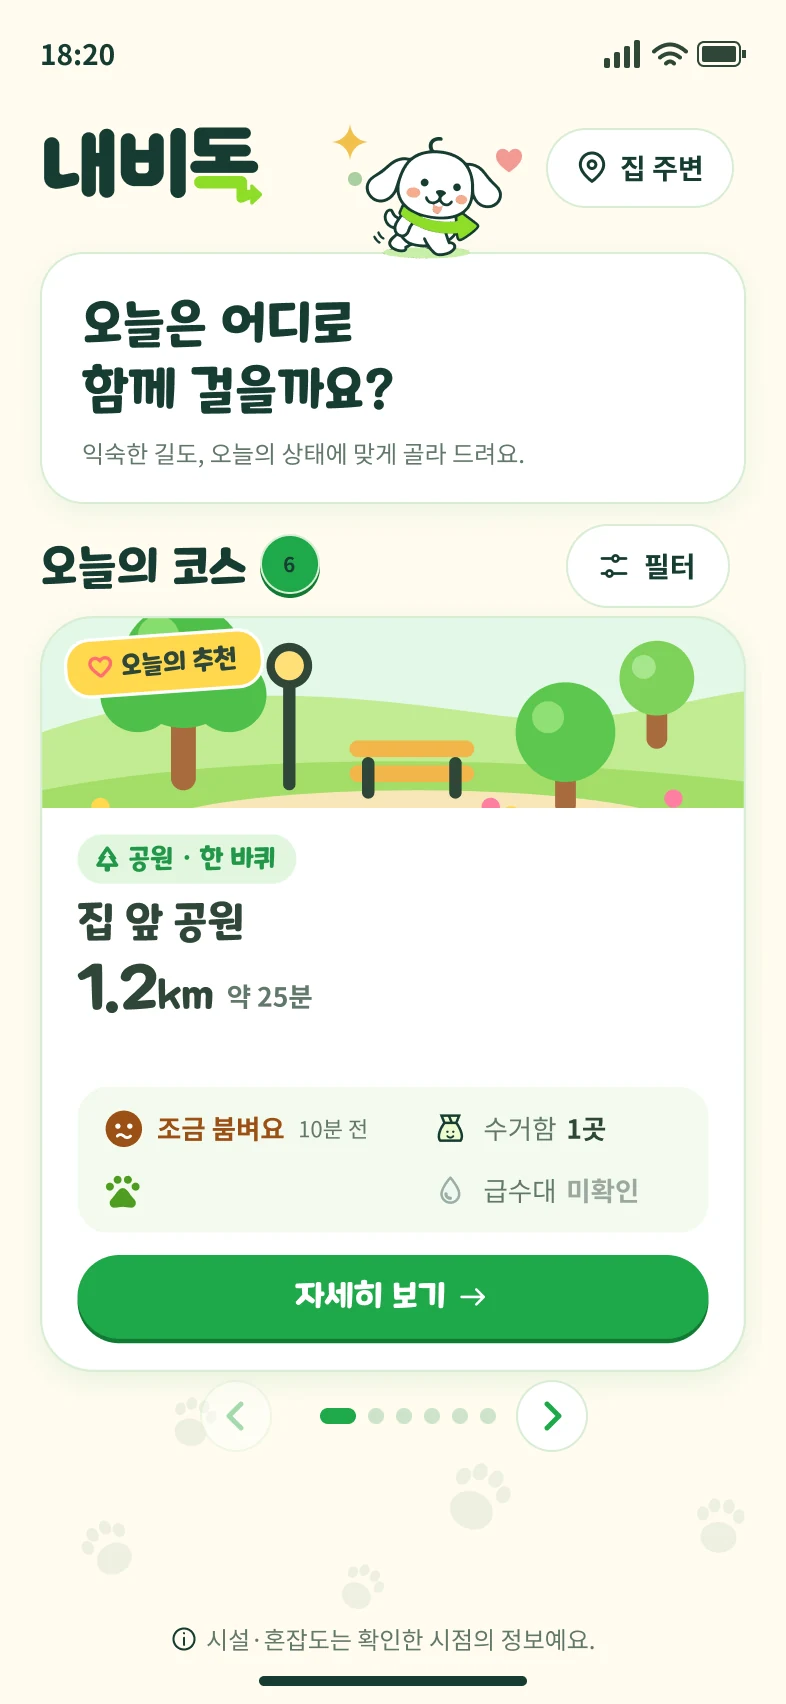 18:20
내비독
집 주변
오늘은 어디로
함께 걸을까요?
익숙한 길도, 오늘의 상태에 맞게 골라 드려요.
오늘의 코스 6
필터
오늘의 추천
공원 · 한 바퀴
집 앞 공원
1.2km 약 25분
조금 붐벼요 10분 전
수거함 1곳
급수대 미확인
자세히 보기 →
시설·혼잡도는 확인한 시점의 정보예요.